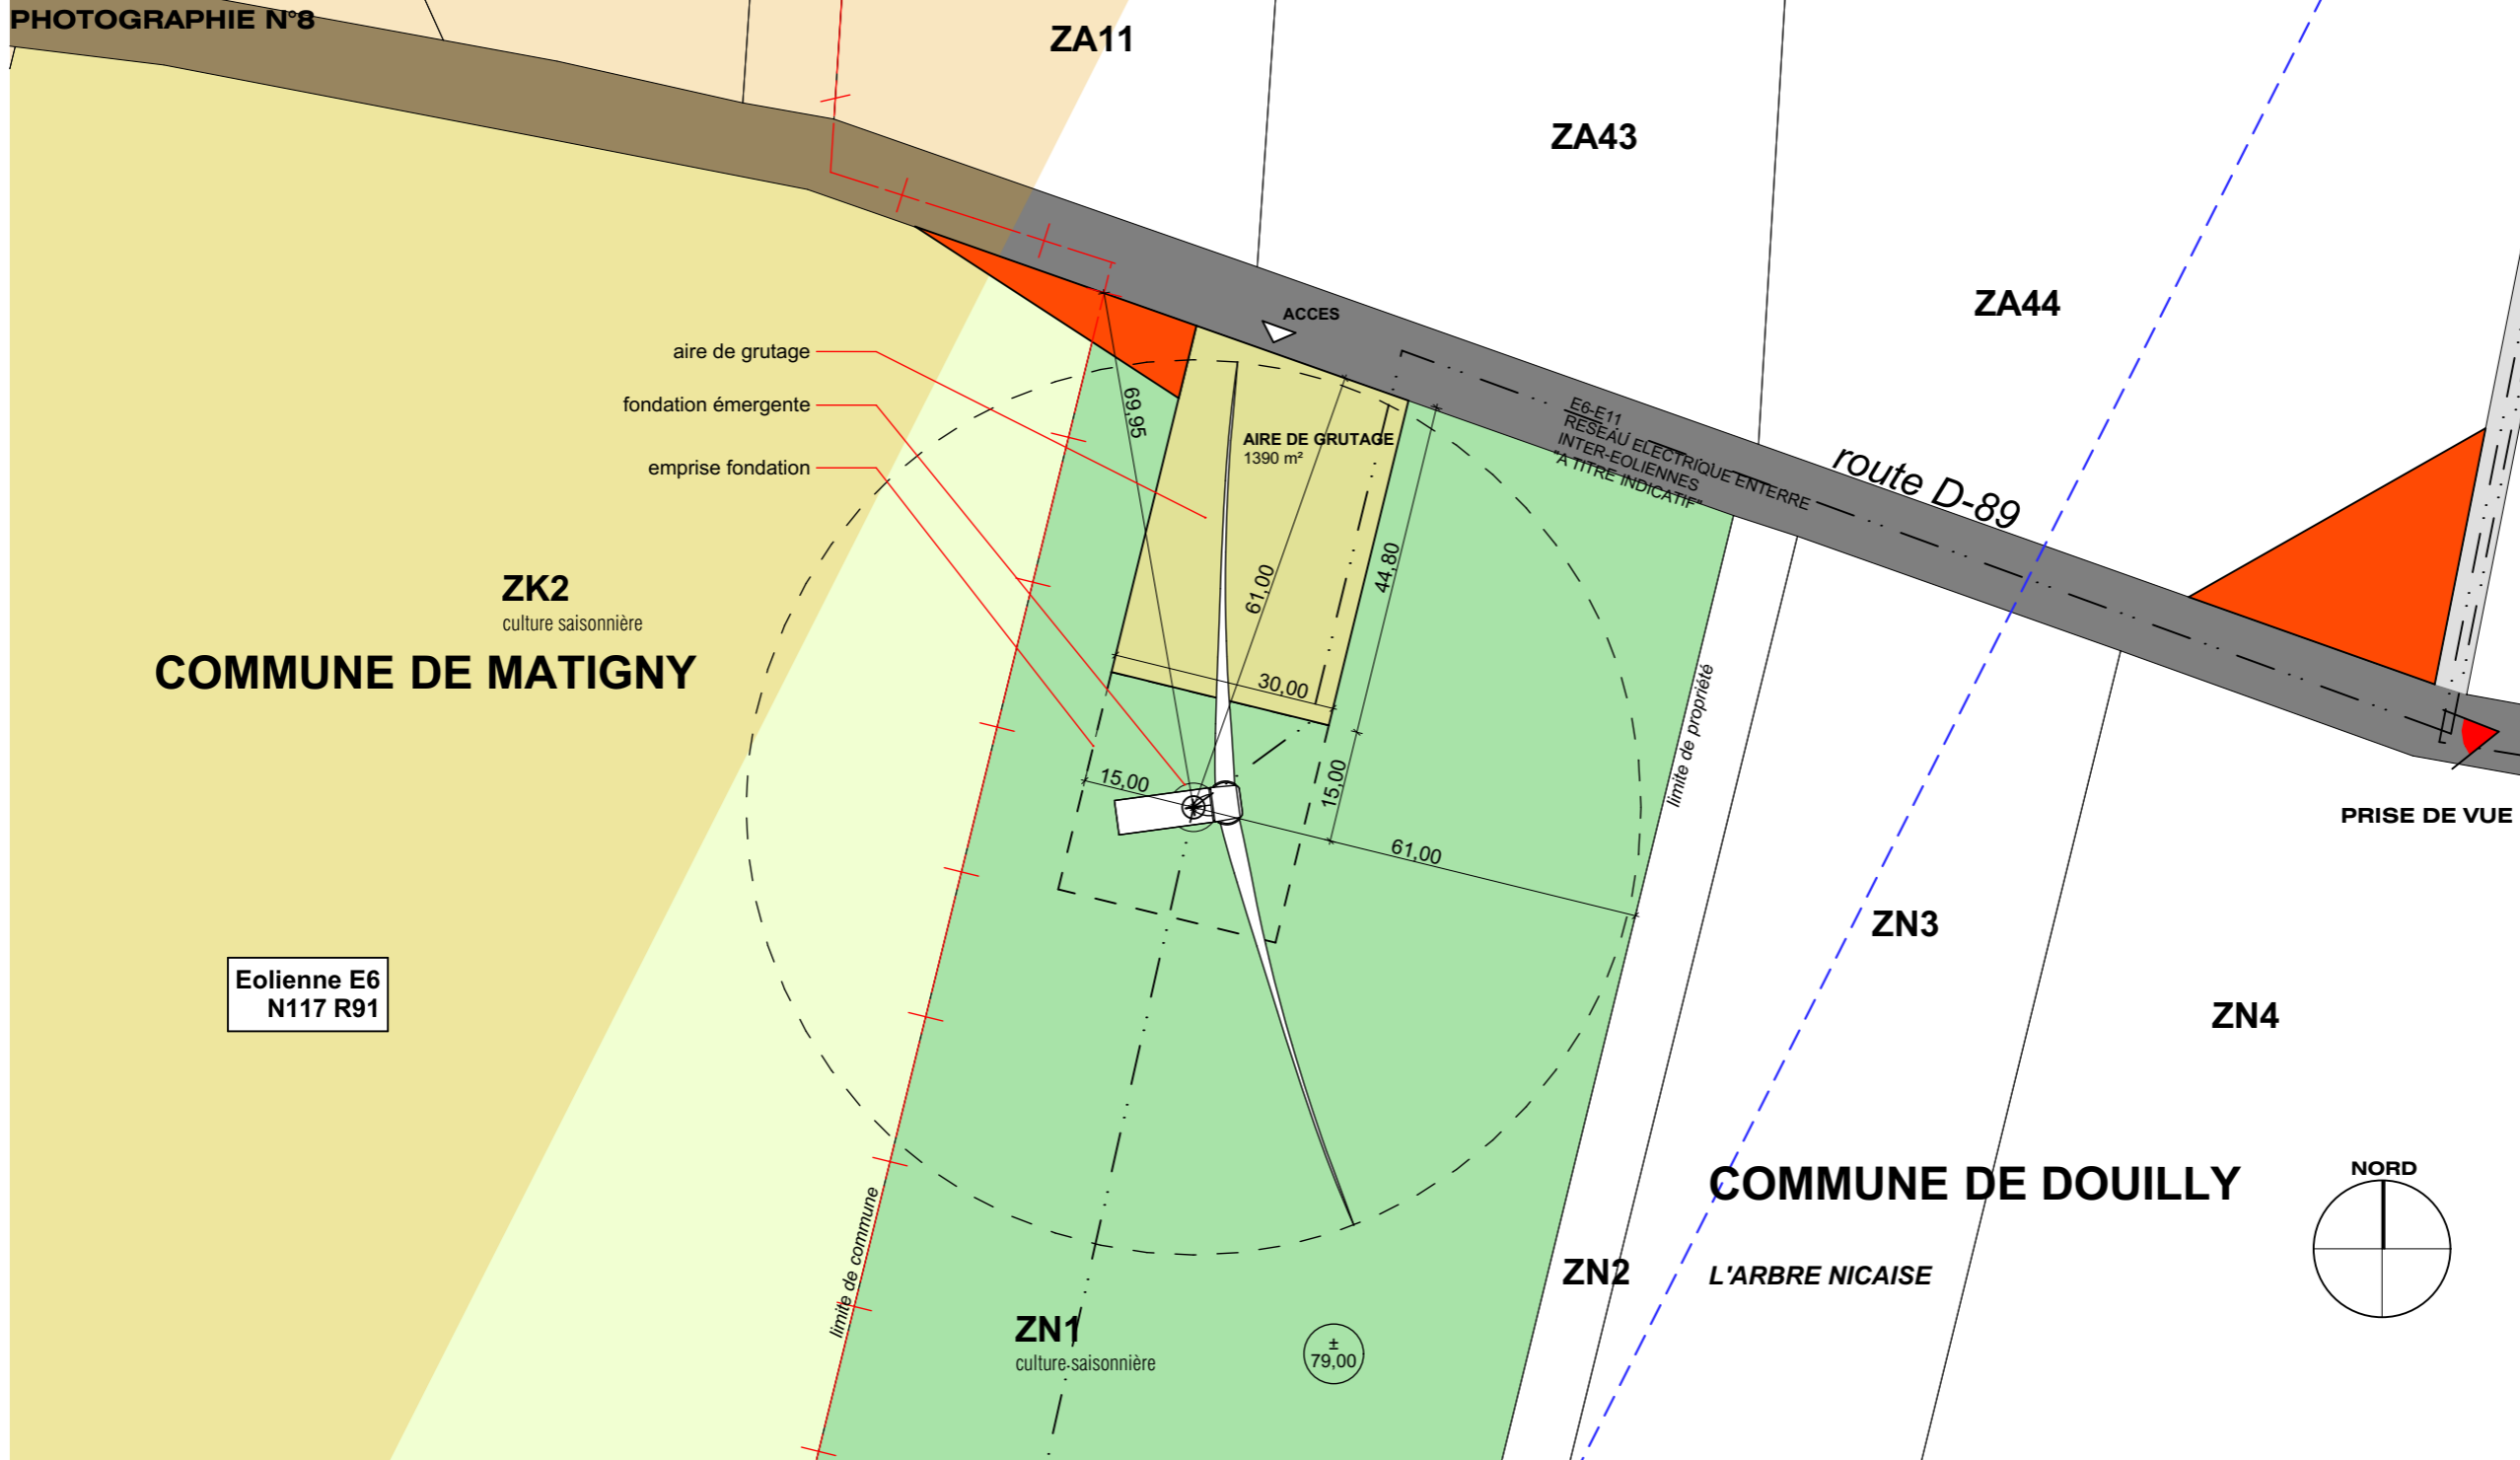 PHOTOGRAPHIE N°8
ZA11
ZA43
ZA44
ACCES
aire de grutage
fondation émergente
emprise fondation
69,95
AIRE DE GRUTAGE
1390 m²
E6-E11
RESEAU ELECTRIQUE ENTERRE
INTER-EOLIENNES
"A TITRE INDICATIF"
route D-89
61,00
44,80
ZK2
culture saisonnière
COMMUNE DE MATIGNY
30,00
limite de propriété
15,00
15,00
61,00
PRISE DE VUE
ZN3
Eolienne E6
N117 R91
ZN4
COMMUNE DE DOUILLY
NORD
limite de commune
ZN2
L'ARBRE NICAISE
ZN1
culture saisonnière
±
79,00